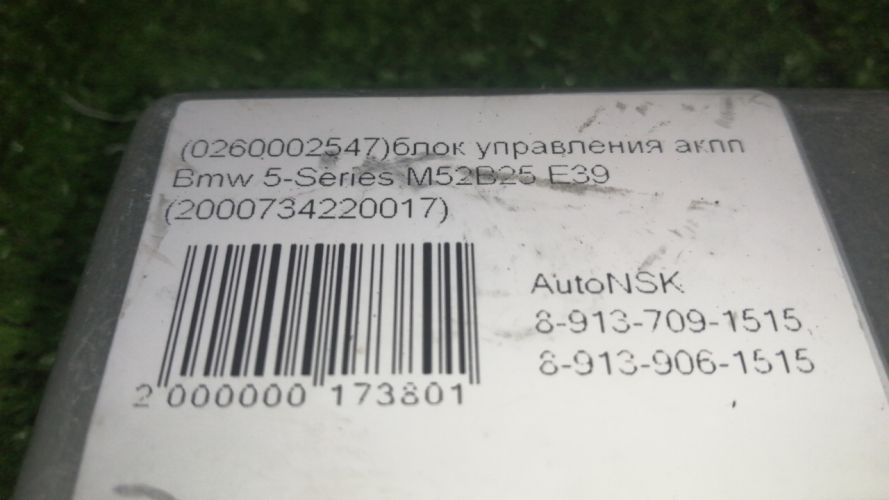 (0260002547)блок управления акпп
Bmw 5-Series M52B25 E39
(2000734220017)
AutoNSK
8-913-709-1515,
8-913-906-1515
2 000000 173801